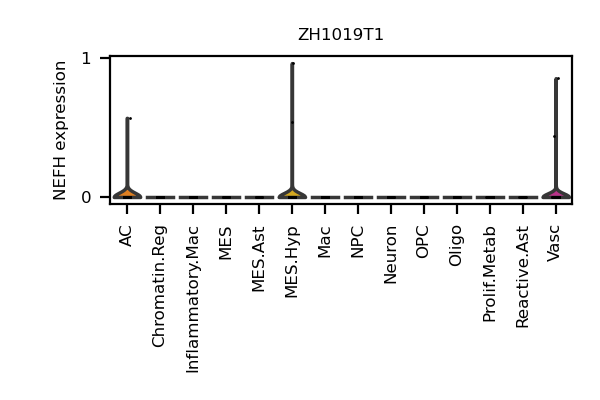 ZH1019T1
NEFH expression
1
0
AC
Chromatin.Reg
Inflammatory.Mac
MES
MES.Ast
MES.Hyp
Mac
NPC
Neuron
OPC
Oligo
Prolif.Metab
Reactive.Ast
Vasc